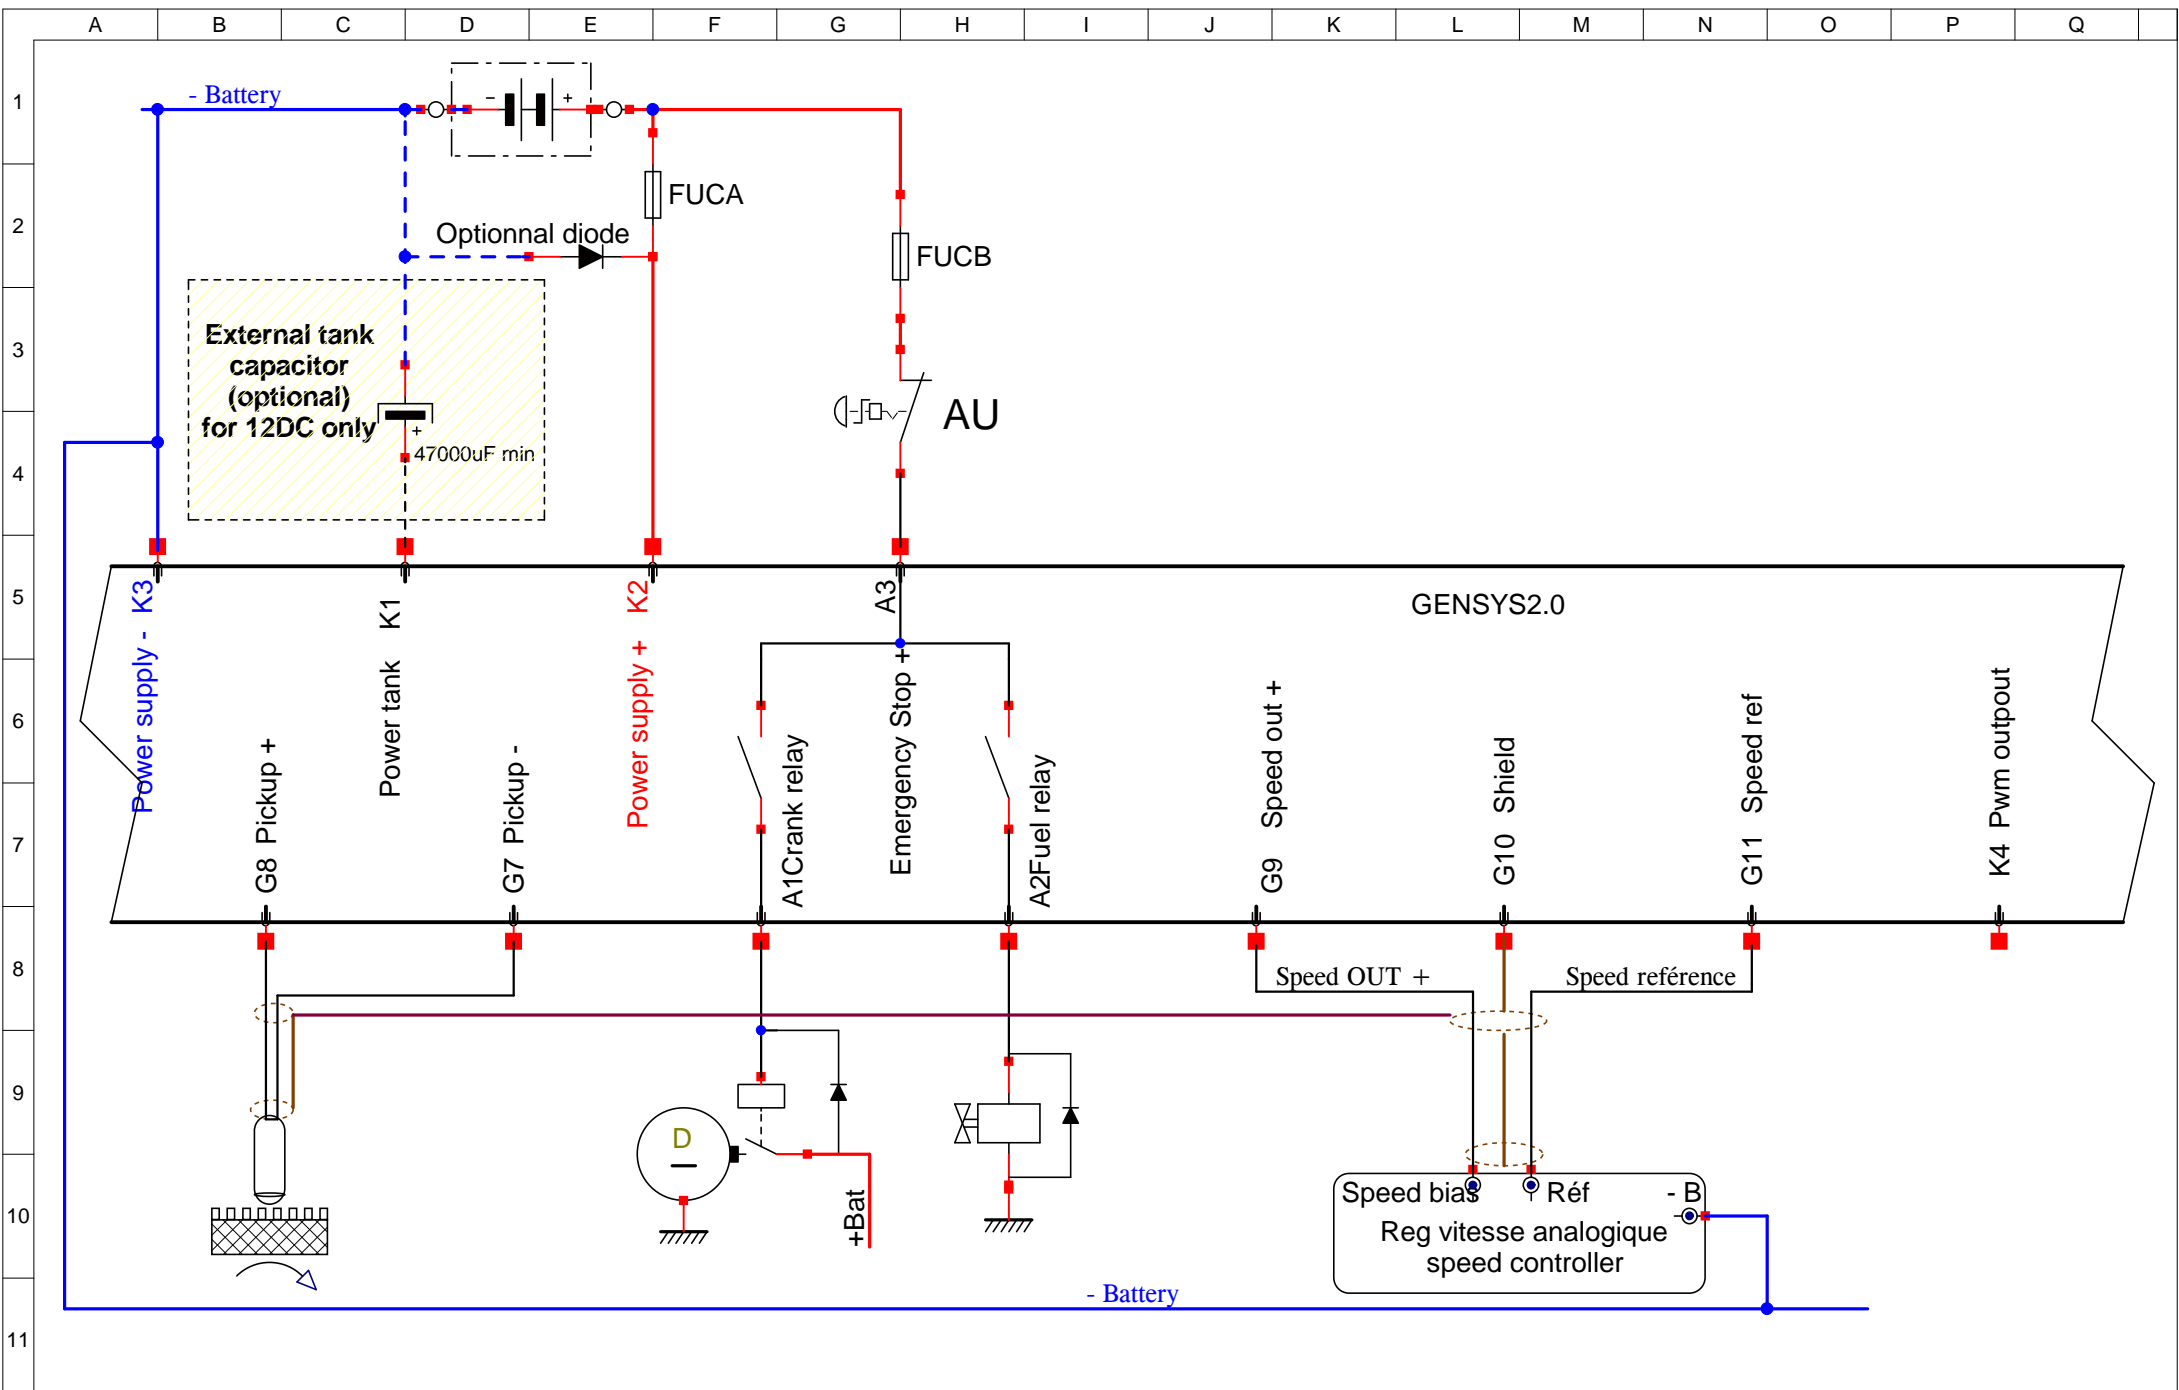 A B C D E F G H I J K L M N O P Q
1
2
3
4
5
6
7
8
9
10
11
- Battery
- +
FUCA
Optionnal diode
FUCB
External tank
capacitor
(optional)
for 12DC only
+
47000uF min
AU
Power supply - K3
Power tank K1
Power supply + K2
A3
Emergency Stop +
GENSYS2.0
G8 Pickup +
G7 Pickup -
A1Crank relay
A2Fuel relay
G9 Speed out +
G10 Shield
G11 Speed ref
K4 Pwm outpout
Speed OUT +
Speed reférence
D
+Bat
Speed bias
Réf
- B
Reg vitesse analogique
speed controller
- Battery